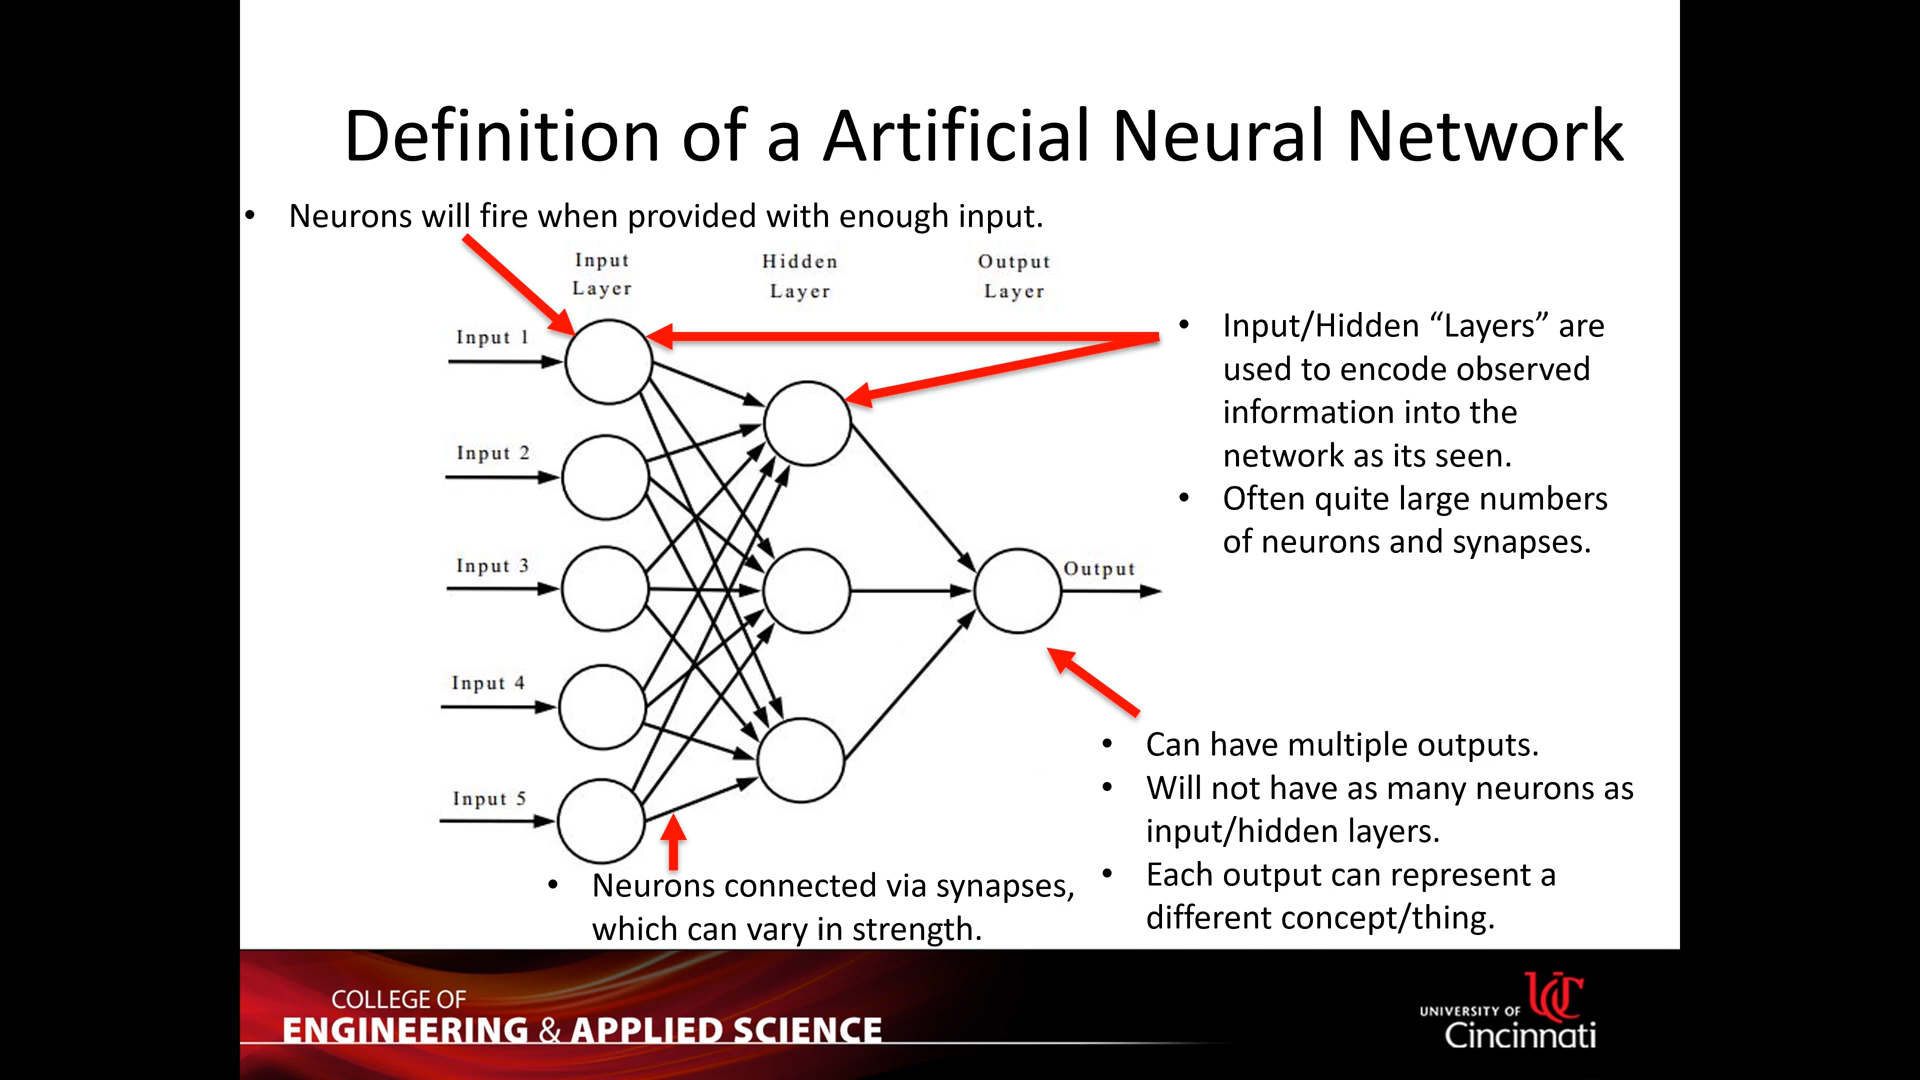 Definition of a Artificial Neural Network
• Neurons will fire when provided with enough input.
Input
Layer
Hidden
Layer
Output
Layer
Input 1
Input 2
Input 3
Input 4
Input 5
Output
• Input/Hidden “Layers” are
used to encode observed
information into the
network as its seen.
• Often quite large numbers
of neurons and synapses.
• Can have multiple outputs.
• Will not have as many neurons as
input/hidden layers.
• Each output can represent a
different concept/thing.
• Neurons connected via synapses,
which can vary in strength.
COLLEGE OF
ENGINEERING & APPLIED SCIENCE
UC
UNIVERSITY OF
Cincinnati